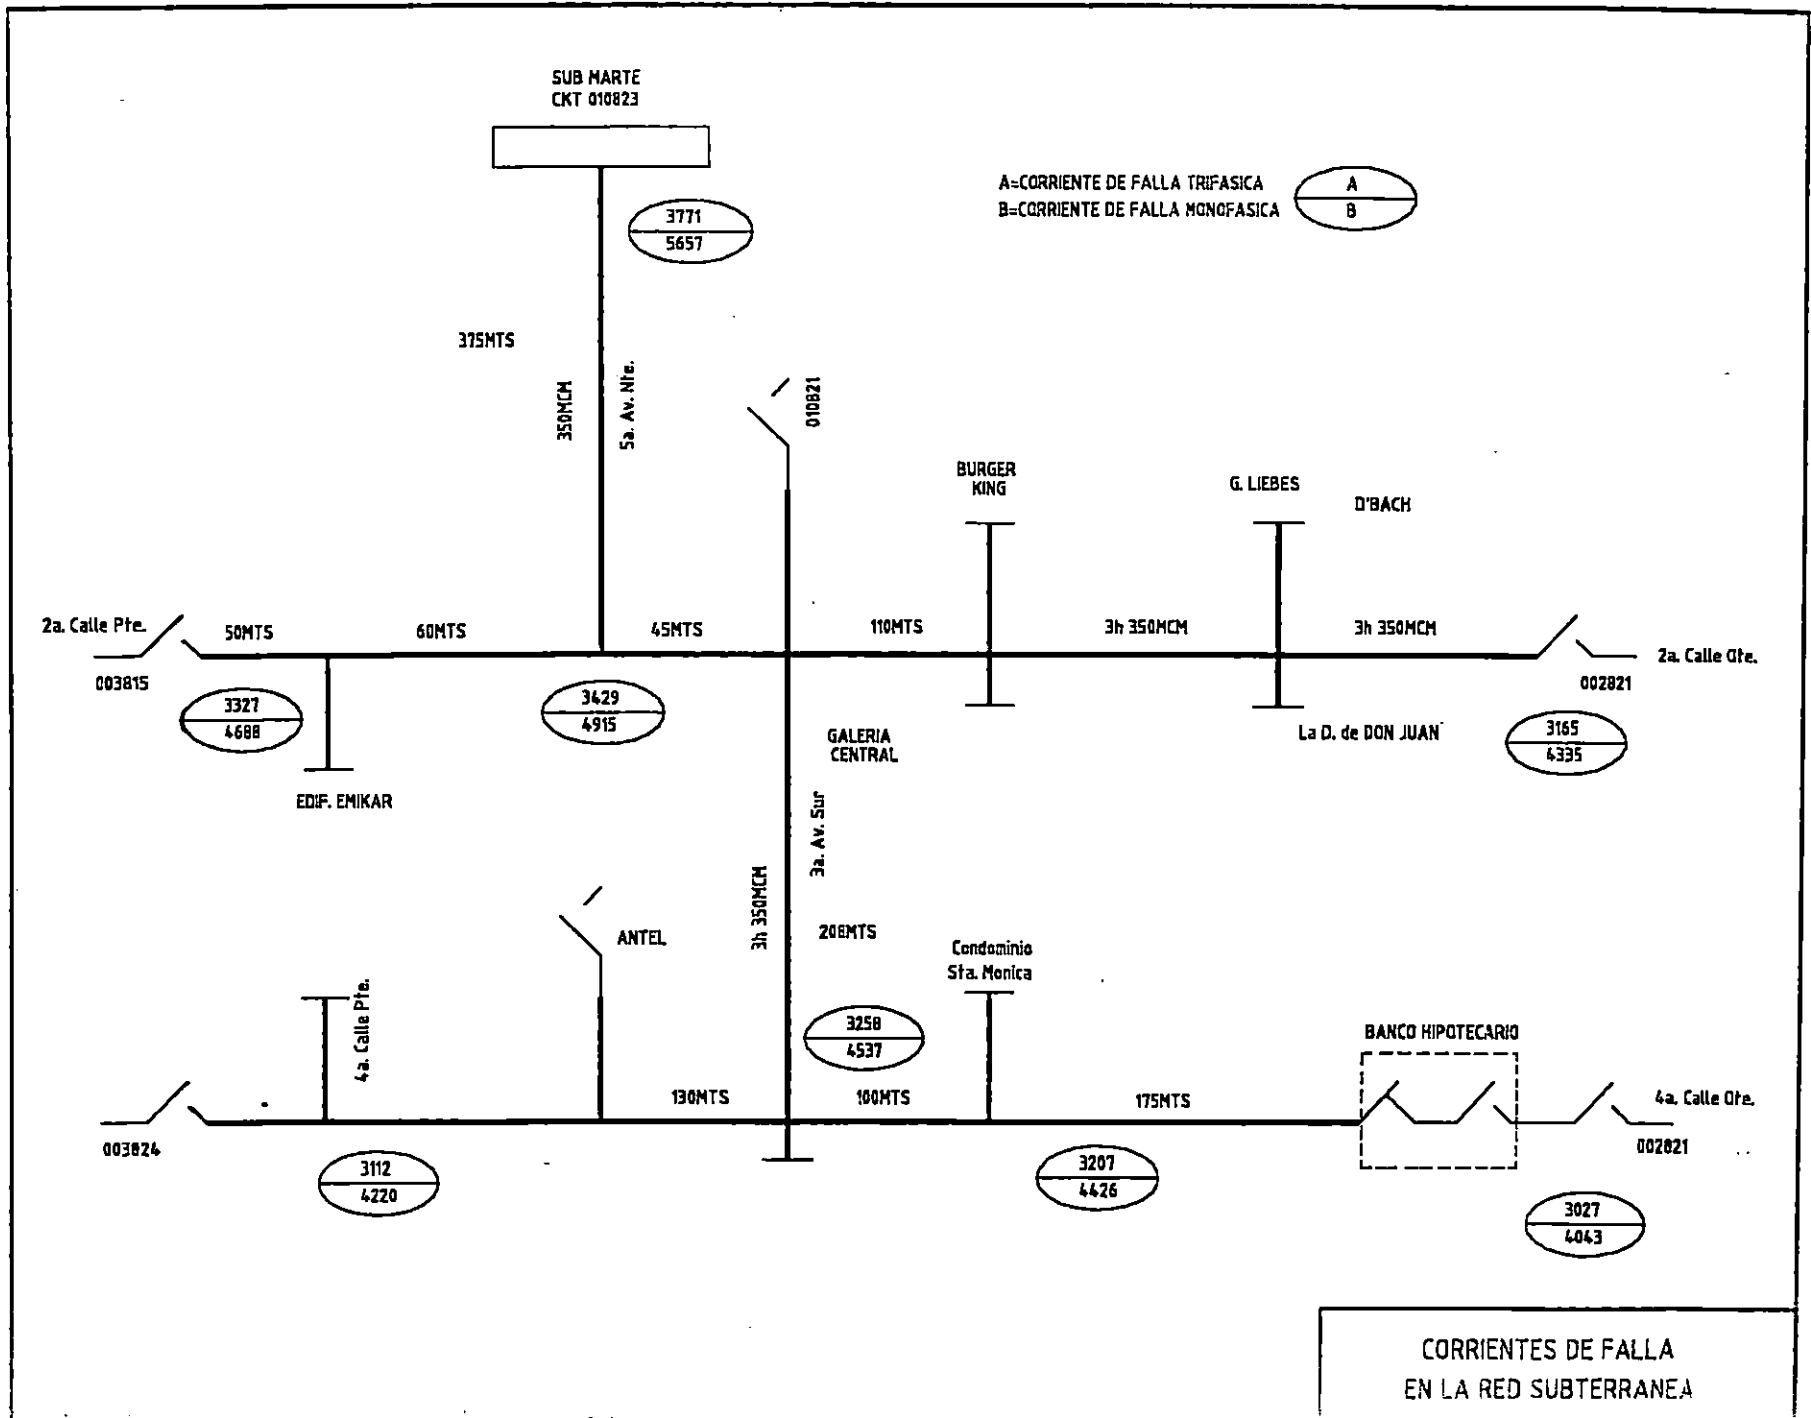 SUB MARTE
CKT 010823
A=CORRIENTE DE FALLA TRIFASICA
B=CORRIENTE DE FALLA MONOFASICA
A
B
3771
5657
375MTS
350MCM
5a. Av. Nte.
010821
BURGER
KING
G. LIEBES
D'BACH
2a. Calle Pte.
50MTS
60MTS
45MTS
110MTS
3h 350MCM
3h 350MCM
2a. Calle Ote.
003815
002821
3327
4688
3429
4915
GALERIA
CENTRAL
La D. de DON JUAN
3165
4335
EDIF. EMIKAR
3a. Av. Sur
3h 350MCM
208MTS
ANTEL
Condominio
Sta. Monica
4a. Calle Pte.
3258
4537
BANCO HIPOTECARIO
130MTS
100MTS
175MTS
4a. Calle Ote.
003824
002821
3112
4220
3207
4426
3027
4043
CORRIENTES DE FALLA
EN LA RED SUBTERRANEA